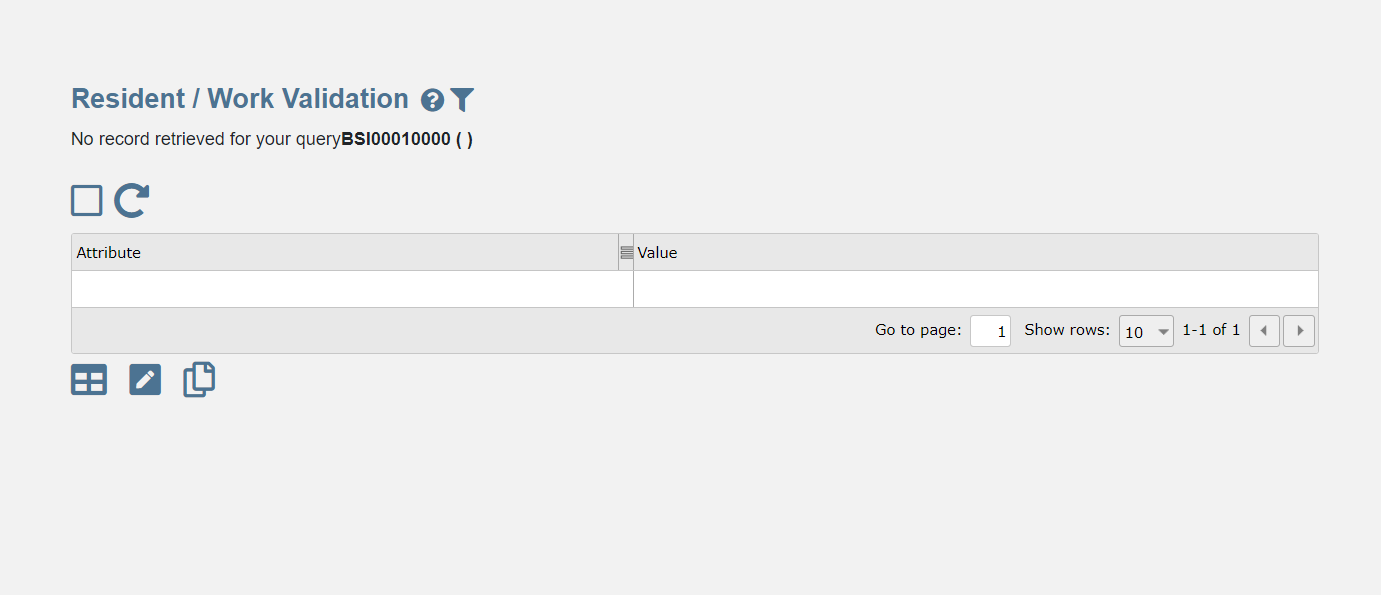 Resident / Work Validation ?
No record retrieved for your queryBSI00010000 ( )
Attribute Value
Go to page: 1 Show rows: 10 1-1 of 1